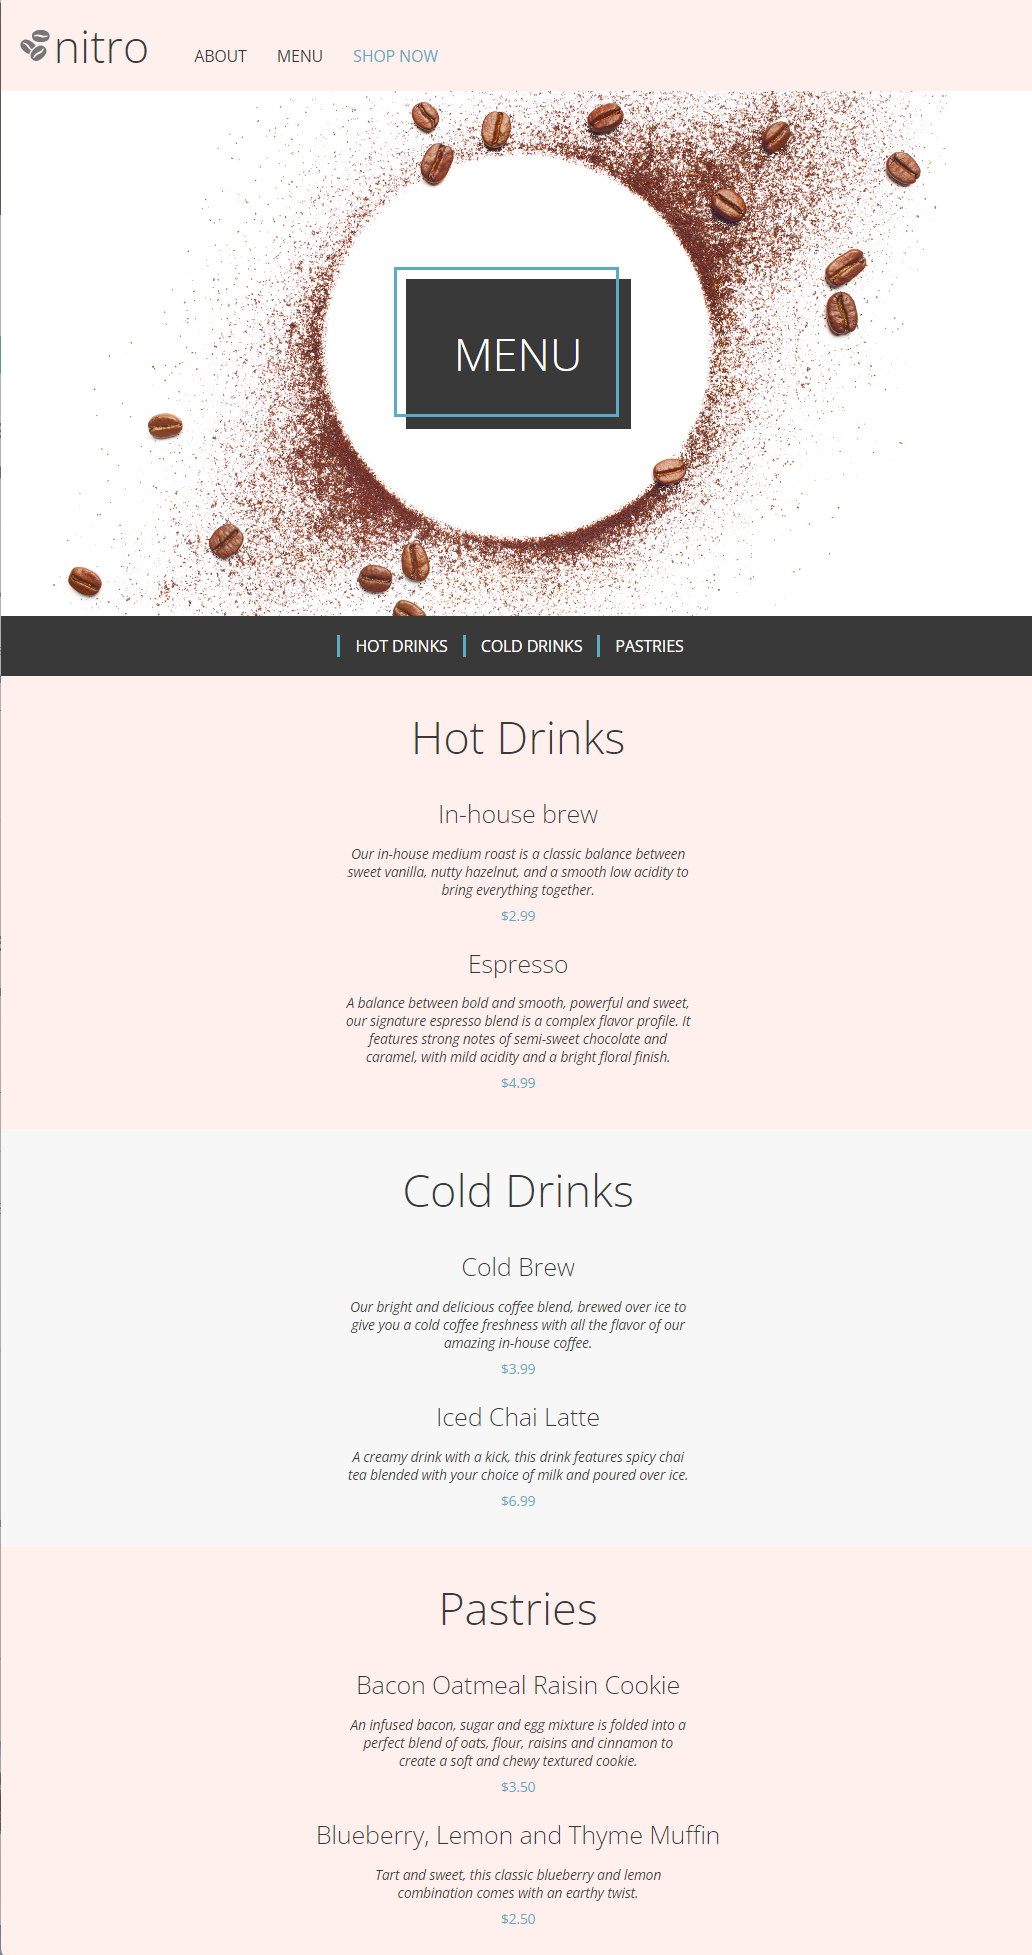 nitro
ABOUT MENU SHOP NOW
MENU
HOT DRINKS COLD DRINKS PASTRIES
Hot Drinks
In-house brew
Our in-house medium roast is a classic balance between
sweet vanilla, nutty hazelnut, and a smooth low acidity to
bring everything together.
$2.99
Espresso
A balance between bold and smooth, powerful and sweet,
our signature espresso blend is a complex flavor profile. It
features strong notes of semi-sweet chocolate and
caramel, with mild acidity and a bright floral finish.
$4.99
Cold Drinks
Cold Brew
Our bright and delicious coffee blend, brewed over ice to
give you a cold coffee freshness with all the flavor of our
amazing in-house coffee.
$3.99
Iced Chai Latte
A creamy drink with a kick, this drink features spicy chai
tea blended with your choice of milk and poured over ice.
$6.99
Pastries
Bacon Oatmeal Raisin Cookie
An infused bacon, sugar and egg mixture is folded into a
perfect blend of oats, flour, raisins and cinnamon to
create a soft and chewy textured cookie.
$3.50
Blueberry, Lemon and Thyme Muffin
Tart and sweet, this classic blueberry and lemon
combination comes with an earthy twist.
$2.50